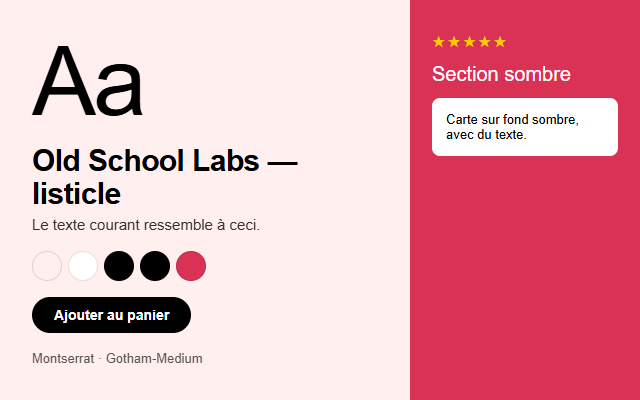 Aa
Old School Labs —
listicle
Le texte courant ressemble à ceci.
Ajouter au panier
Montserrat · Gotham-Medium
★★★★★
Section sombre
Carte sur fond sombre,
avec du texte.